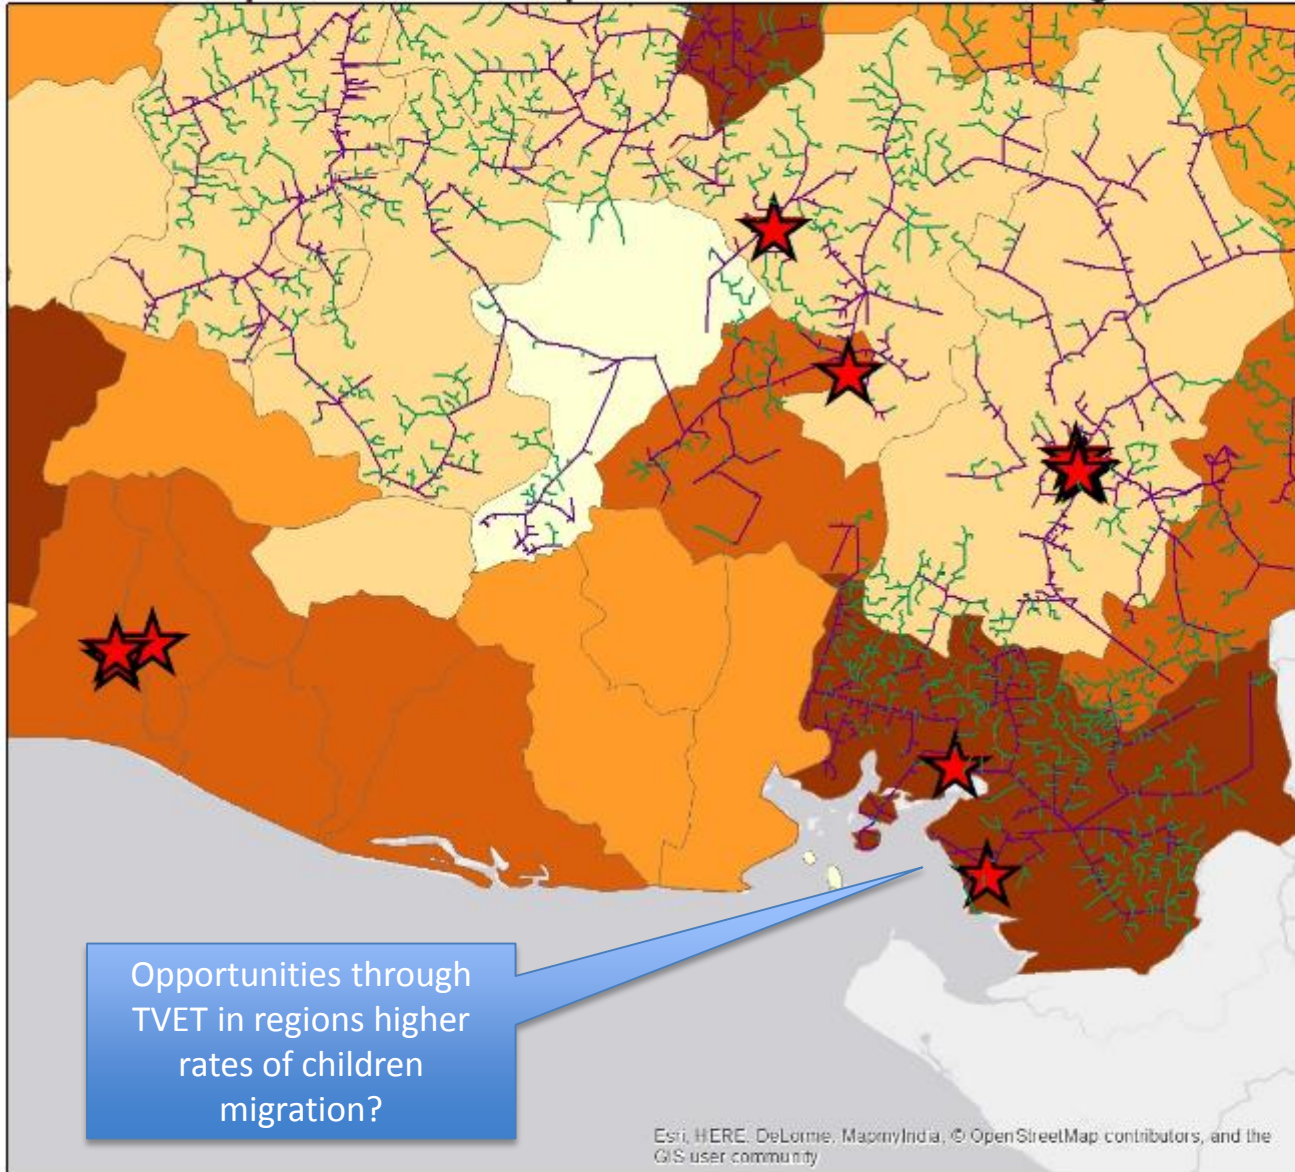 Opportunities through
TVET in regions higher
rates of children
migration?
Esri, HERE, DeLorme, MapmyIndia, © OpenStreetMap contributors, and the
GIS user community